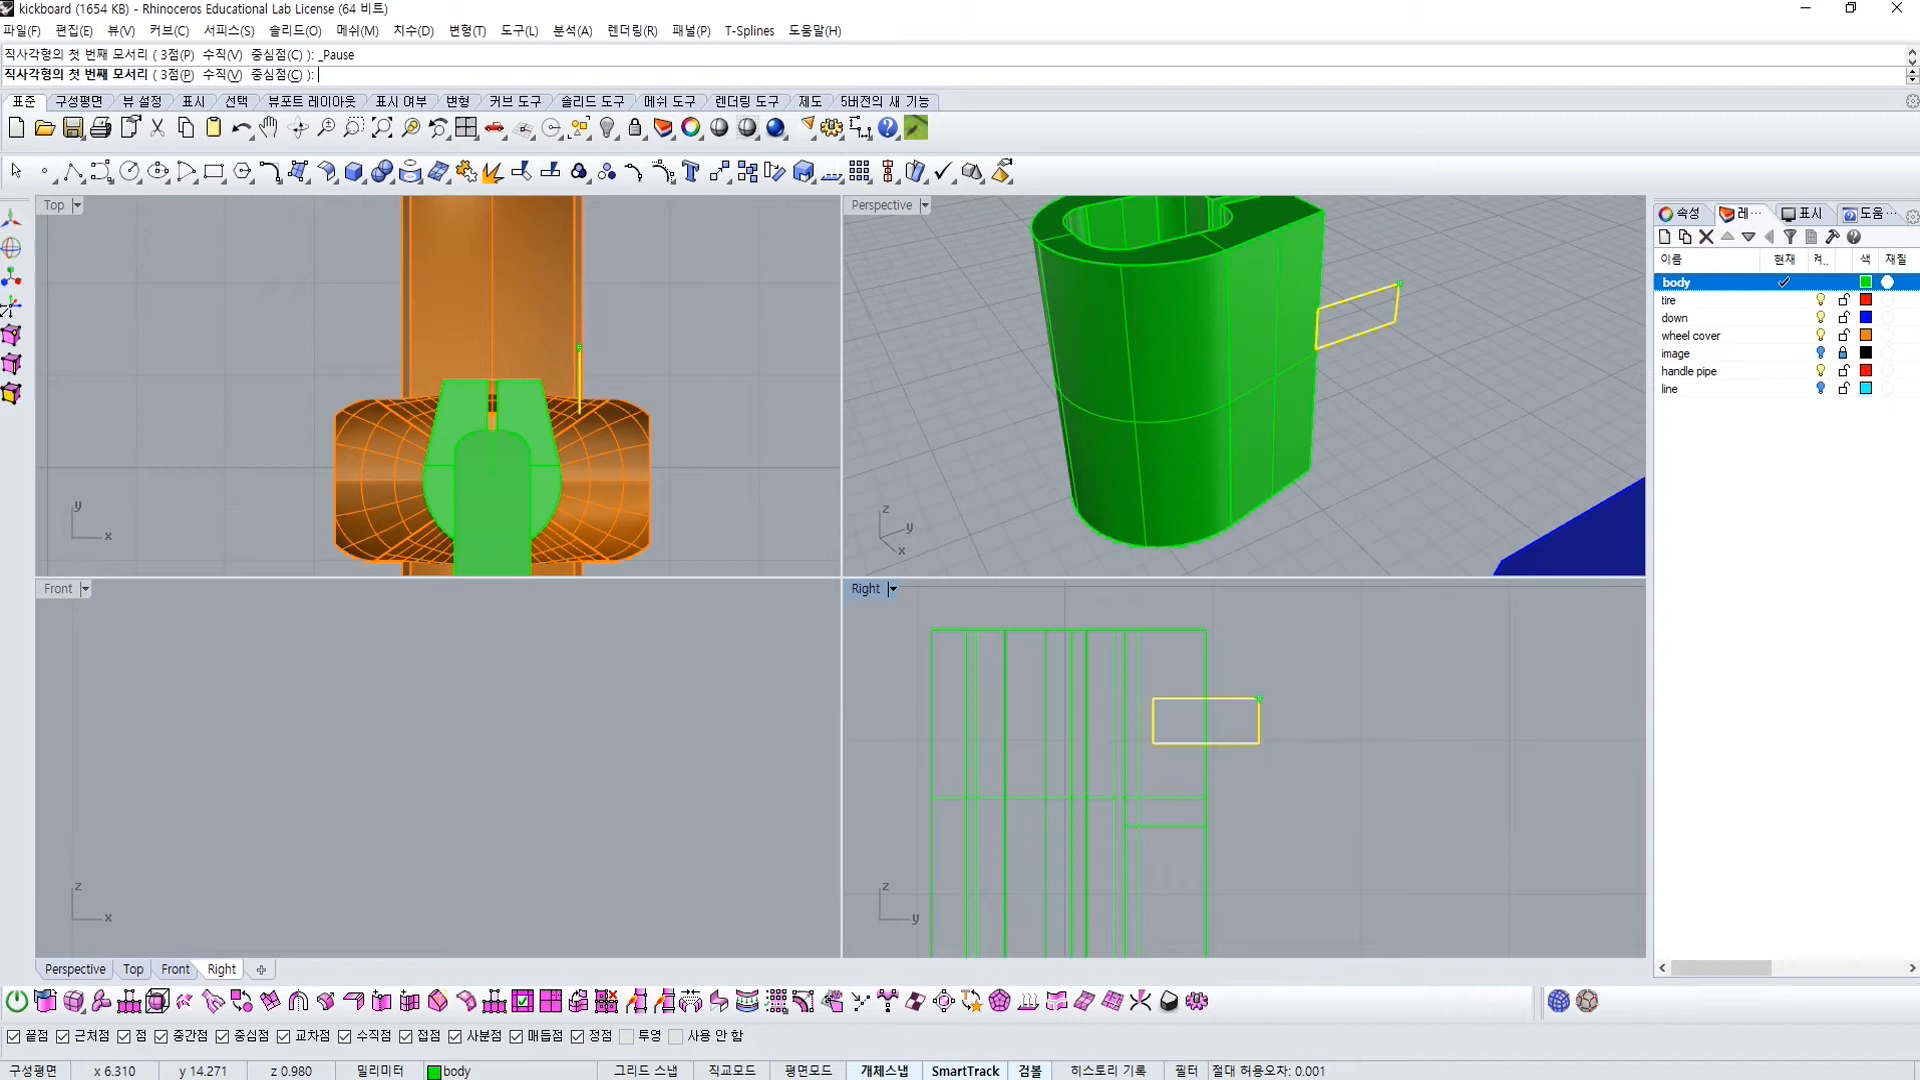 kickboard (1654 KB) - Rhinoceros Educational Lab License (64 비트)
파일(F) 편집(E) 뷰(V) 커브(C) 서피스(S) 솔리드(O) 메쉬(M) 치수(D) 변형(T) 도구(L) 분석(A) 렌더링(R) 패널(P) T-Splines 도움말(H)
직사각형의 첫 번째 모서리 ( 3점(P) 수직(V) 중심점(C) ): _Pause
직사각형의 첫 번째 모서리 ( 3점(P) 수직(V) 중심점(C) ):
표준 구성평면 뷰 설정 표시 선택 뷰포트 레이아웃 표시 여부 변형 커브 도구 솔리드 도구 메쉬 도구 렌더링 도구 제도 5버전의 새 기능
Top
Perspective
속성 레... 표시 도움...
이름 현재 켜.. 색 재질
body
tire
down
wheel cover
image
handle pipe
line
y
x
z
y
x
Front
Right
z
x
z
y
Perspective Top Front Right
끝점 근처점 점 중간점 중심점 교차점 수직점 접점 사분점 매듭점 정점 투영 사용 안 함
구성평면 x 6.310 y 14.271 z 0.980 밀리미터 body 그리드 스냅 직교모드 평면모드 개체스냅 SmartTrack 검볼 히스토리 기록 필터 절대 허용오차: 0.001